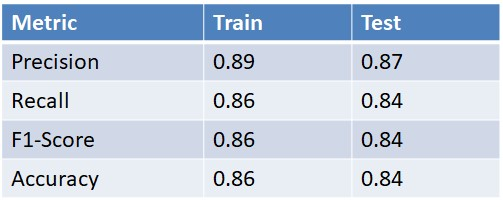 Metric Train Test
Precision 0.89 0.87
Recall 0.86 0.84
F1-Score 0.86 0.84
Accuracy 0.86 0.84